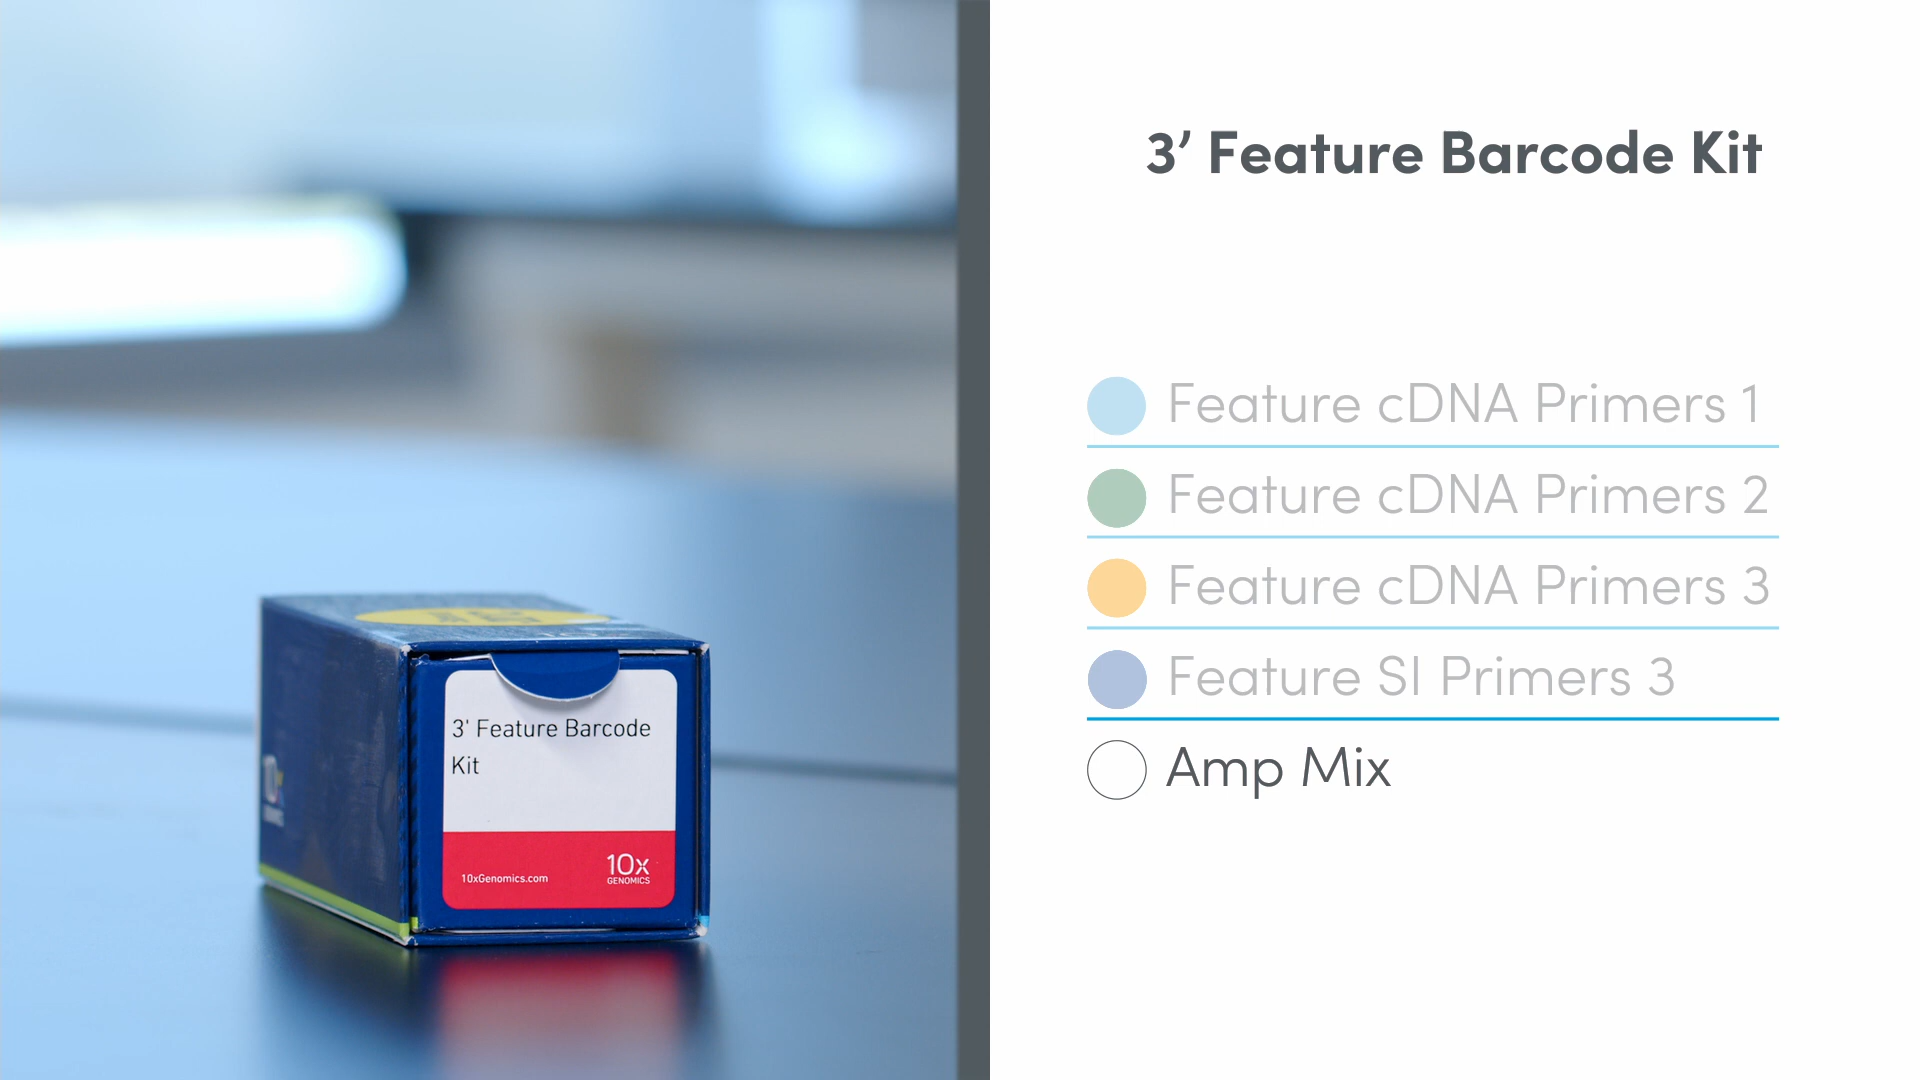 3’ Feature Barcode Kit
Feature cDNA Primers 1
Feature cDNA Primers 2
Feature cDNA Primers 3
Feature SI Primers 3
Amp Mix
3' Feature Barcode
Kit
10xGenomics.com
10x
GENOMICS